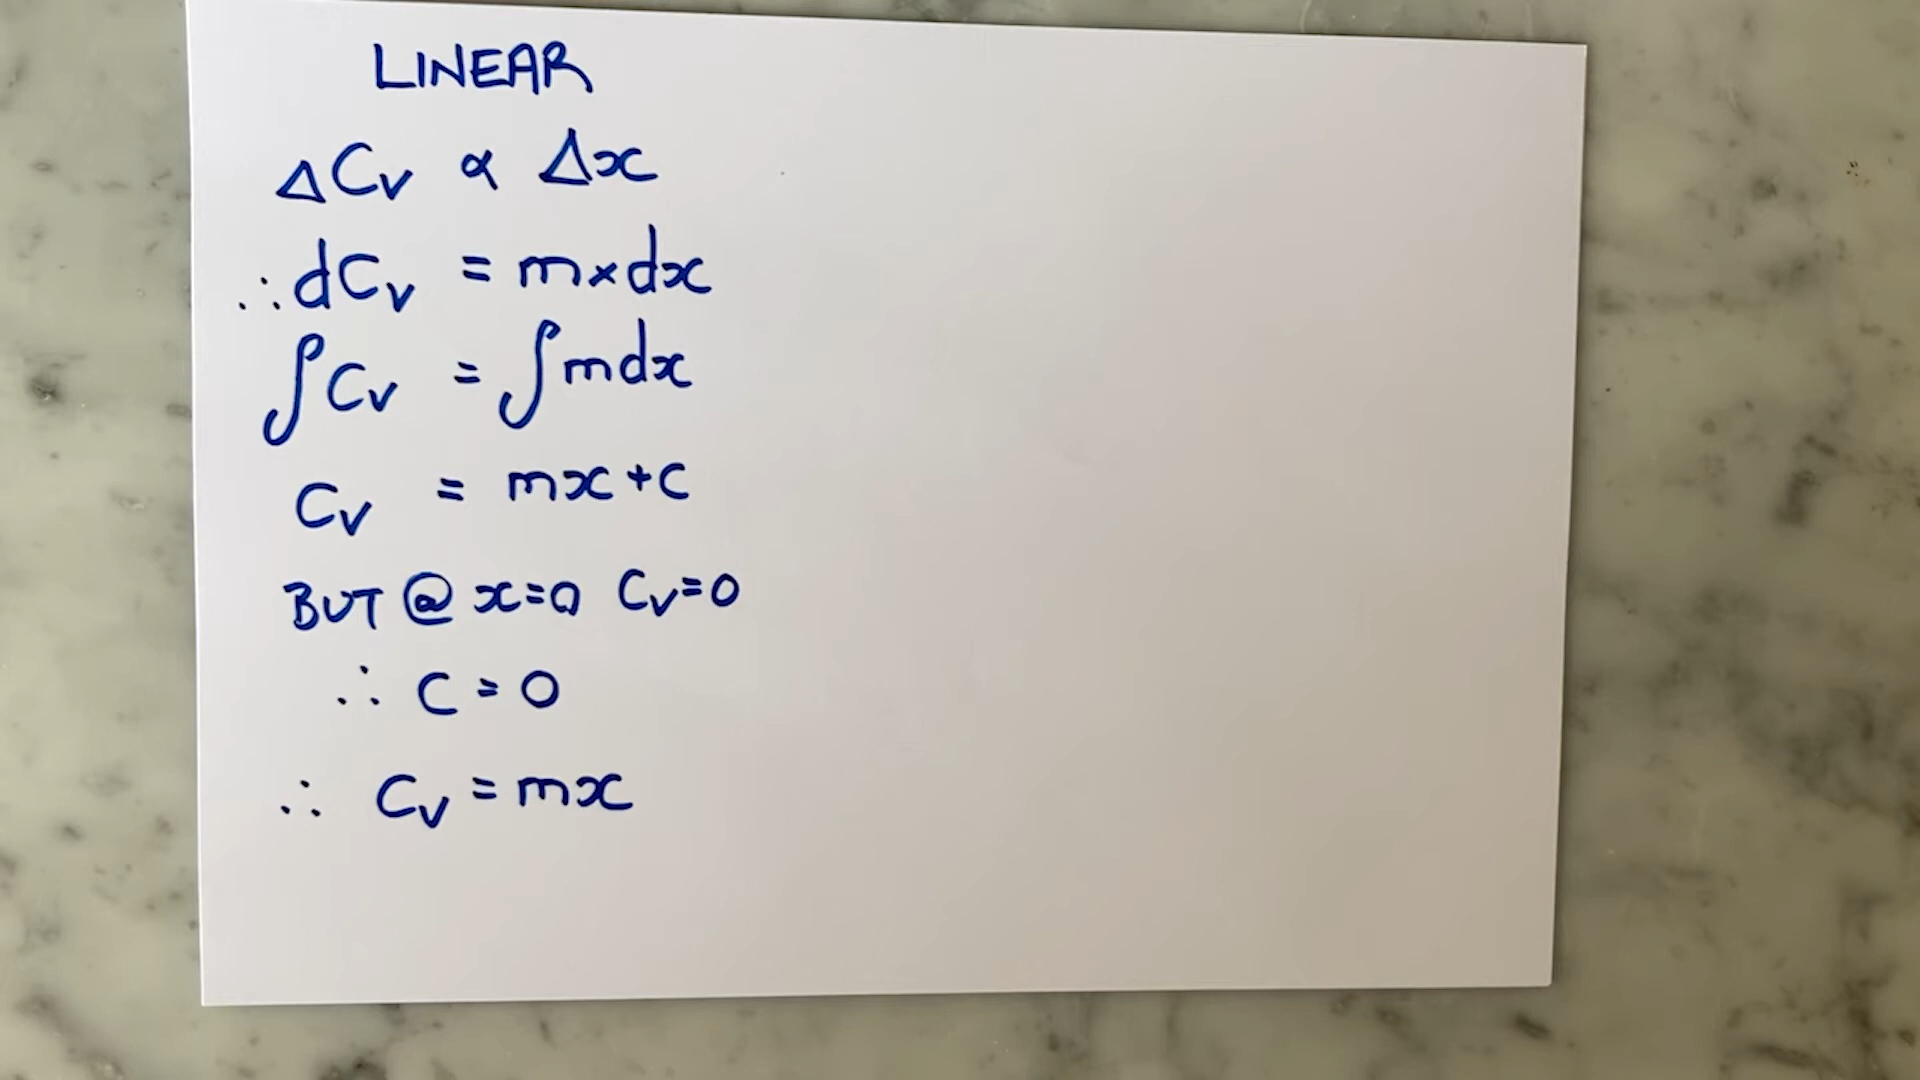 LINEAR
ΔCv ∝ Δx
∴ dCv = m×dx
∫Cv = ∫mdx
Cv = mx+c
BUT @ x=0 Cv=0
∴ C = 0
∴ Cv = mx